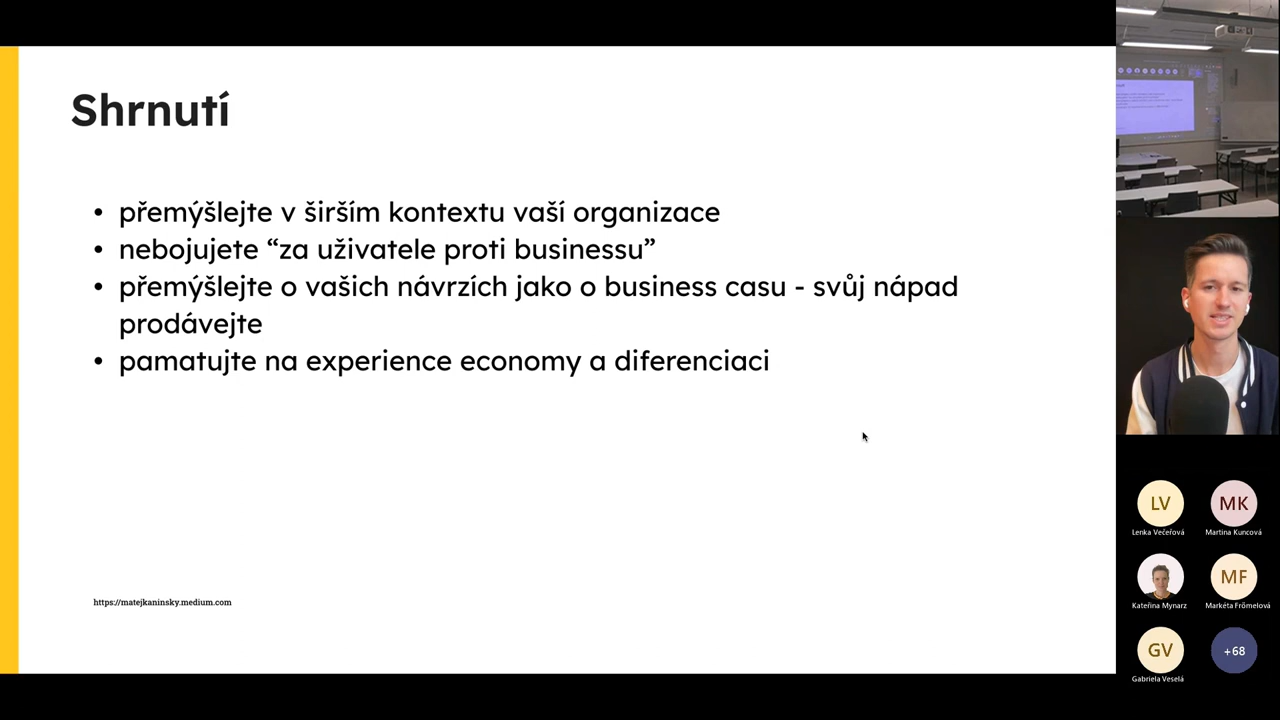 Shrnutí
• přemýšlejte v širším kontextu vaší organizace
• nebojujete “za uživatele proti businessu”
• přemýšlejte o vašich návrzích jako o business casu - svůj nápad
prodávejte
• pamatujte na experience economy a diferenciaci
https://matejkaninsky.medium.com
LV
MK
Lenka Večeřová
Martina Kuncová
MF
Kateřina Mynarz
Markéta Frömelová
GV
+68
Gabriela Veselá